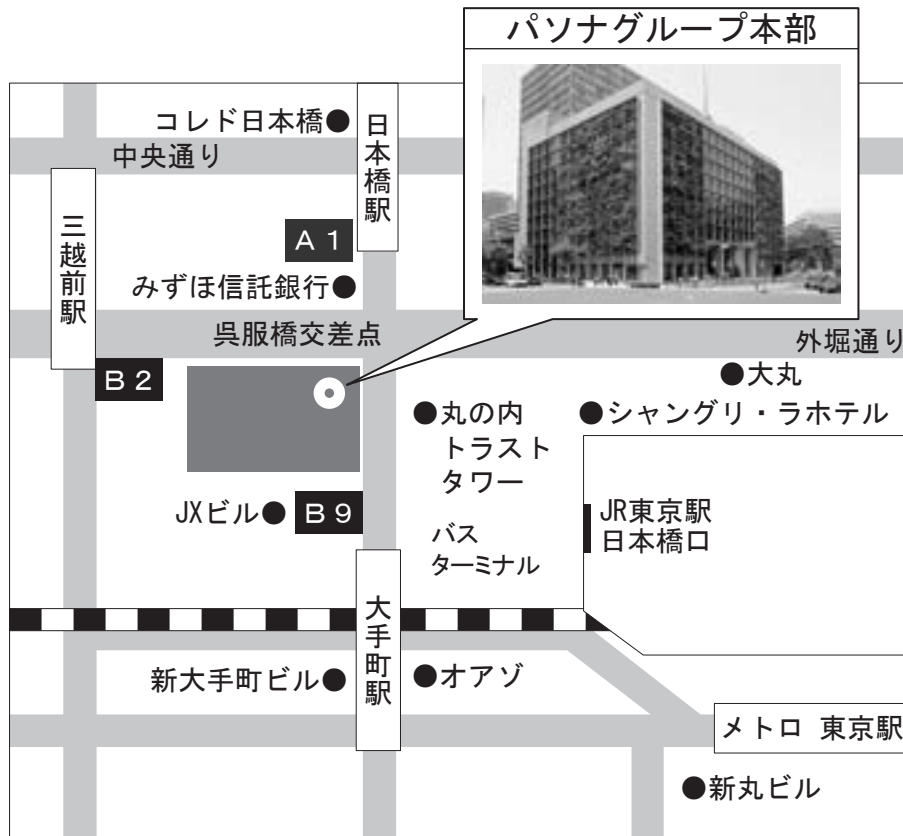 パソナグループ本部
コレド日本橋
日本橋駅
中央通り
三越前駅
A1
みずほ信託銀行
呉服橋交差点
外堀通り
B2
大丸
丸の内
トラスト
タワー
シャングリ・ラホテル
JXビル
B9
バス
ターミナル
JR東京駅
日本橋口
大手町駅
新大手町ビル
オアゾ
メトロ 東京駅
新丸ビル